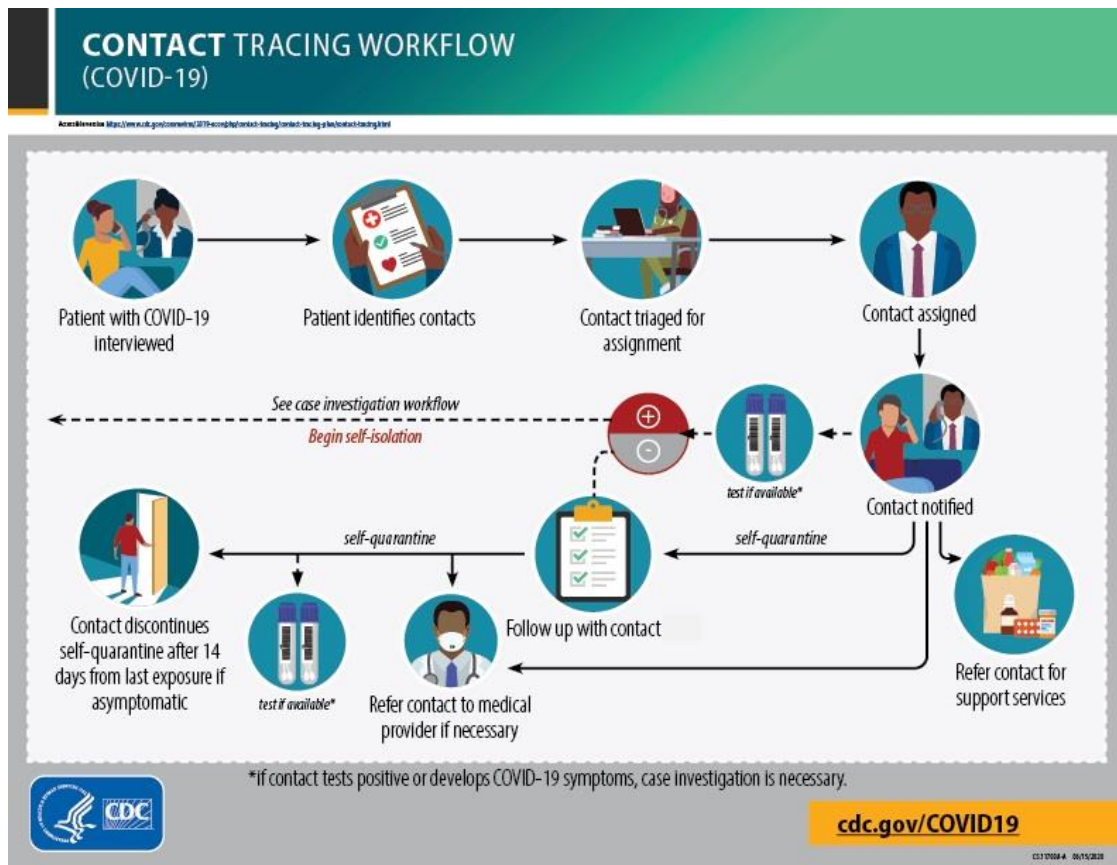 CONTACT TRACING WORKFLOW
(COVID-19)
Patient with COVID-19
interviewed
Patient identifies contacts
Contact triaged for
assignment
Contact assigned
See case investigation workflow
Begin self-isolation
test if available*
Contact notified
self-quarantine
self-quarantine
Contact discontinues
self-quarantine after 14
days from last exposure if
asymptomatic
test if available*
Refer contact to medical
provider if necessary
Follow up with contact
Refer contact for
support services
*if contact tests positive or develops COVID-19 symptoms, case investigation is necessary.
CDC
cdc.gov/COVID19